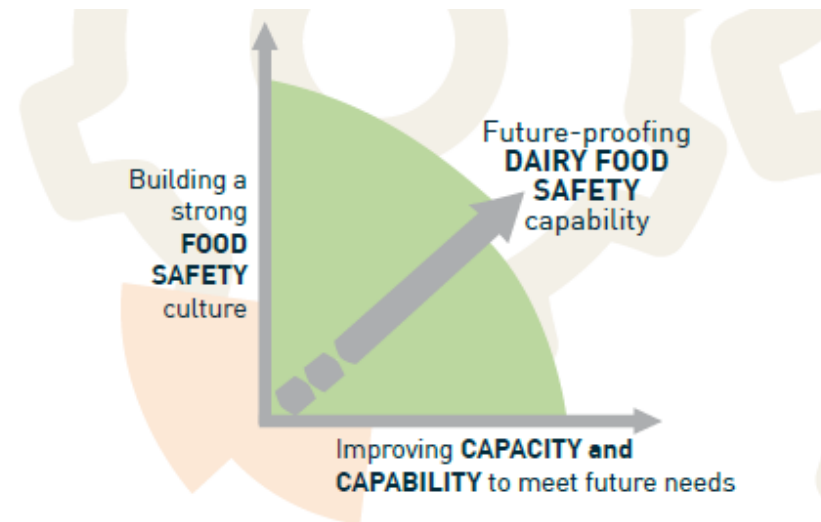 Building a
strong
FOOD
SAFETY
culture
Future-proofing
DAIRY FOOD
SAFETY
capability
Improving CAPACITY and
CAPABILITY to meet future needs